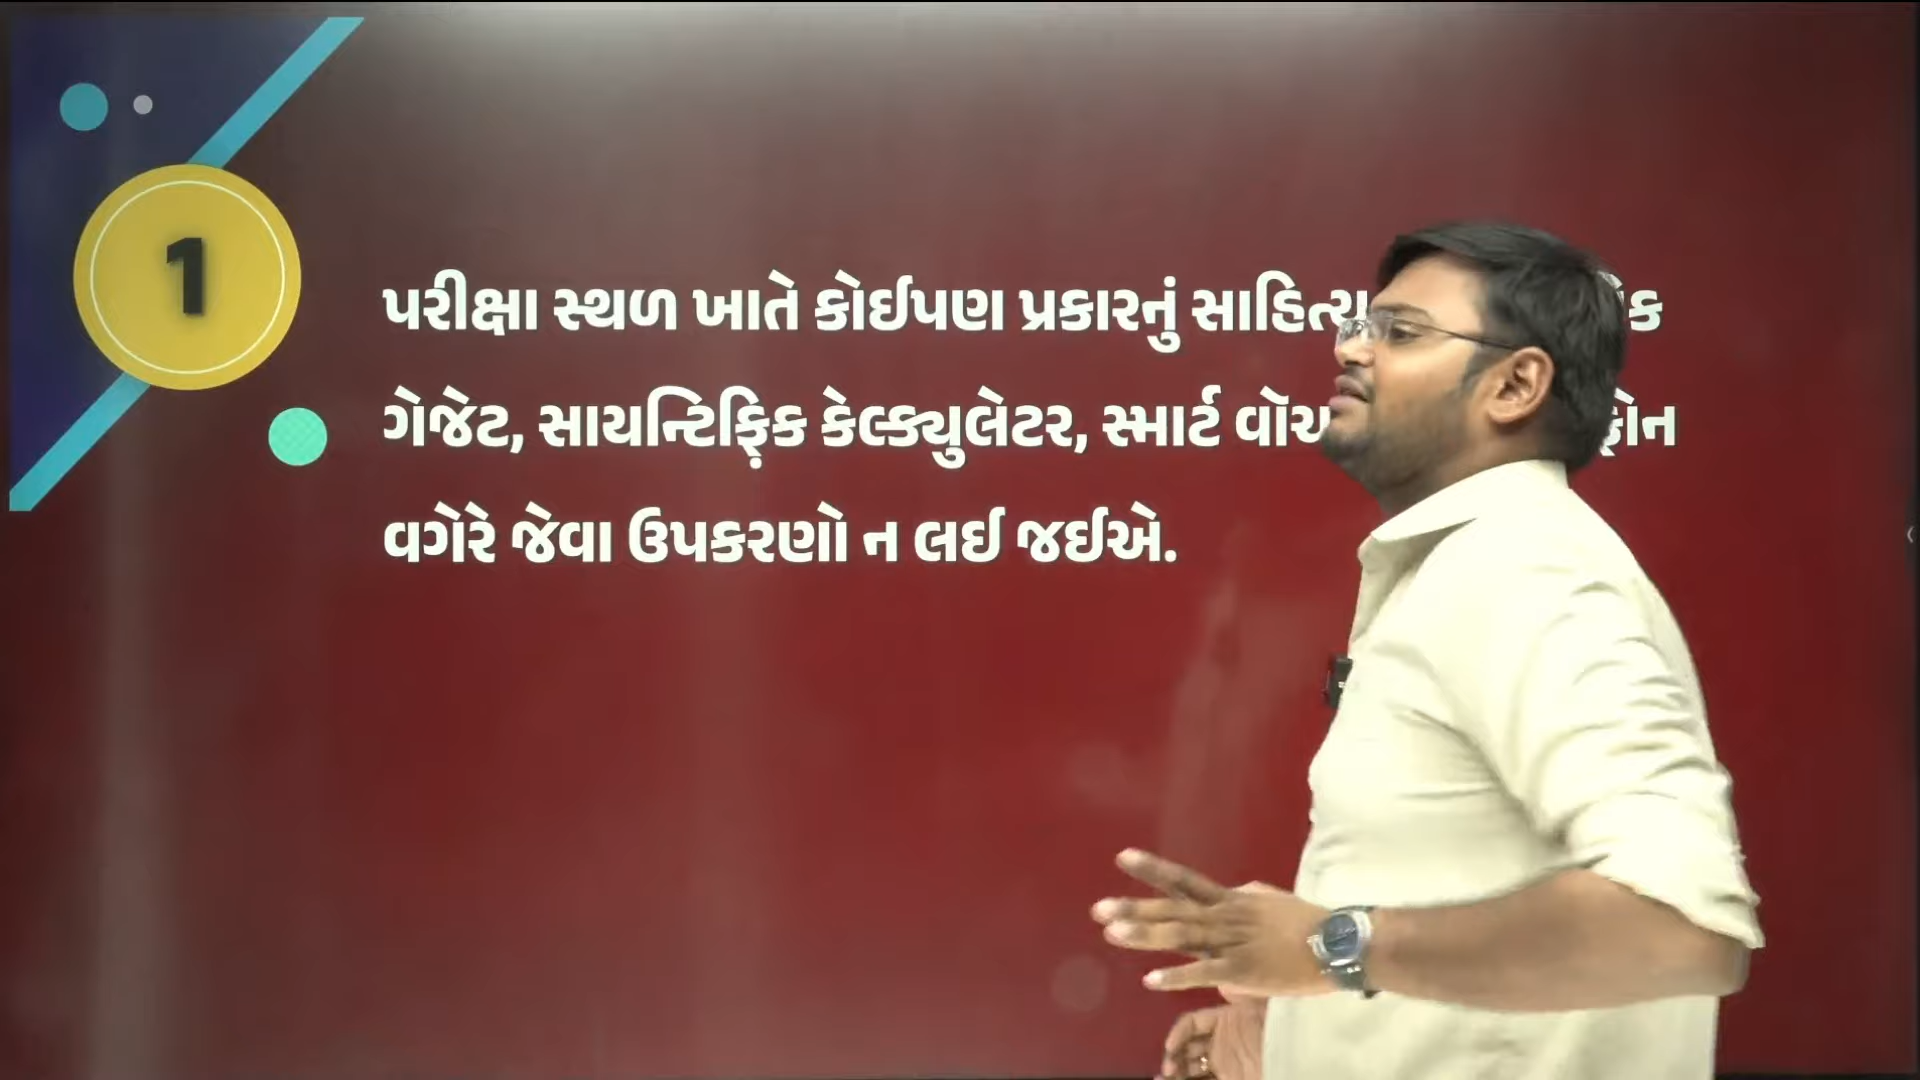 1
પરીક્ષા સ્થળ ખાતે કોઈપણ પ્રકારનું સાહિત્ય
ગેજેટ, સાયન્ટિફિક કેલ્ક્યુલેટર, સ્માર્ટ વૉચ
વગેરે જેવા ઉપકરણો ન લઈ જઈએ.